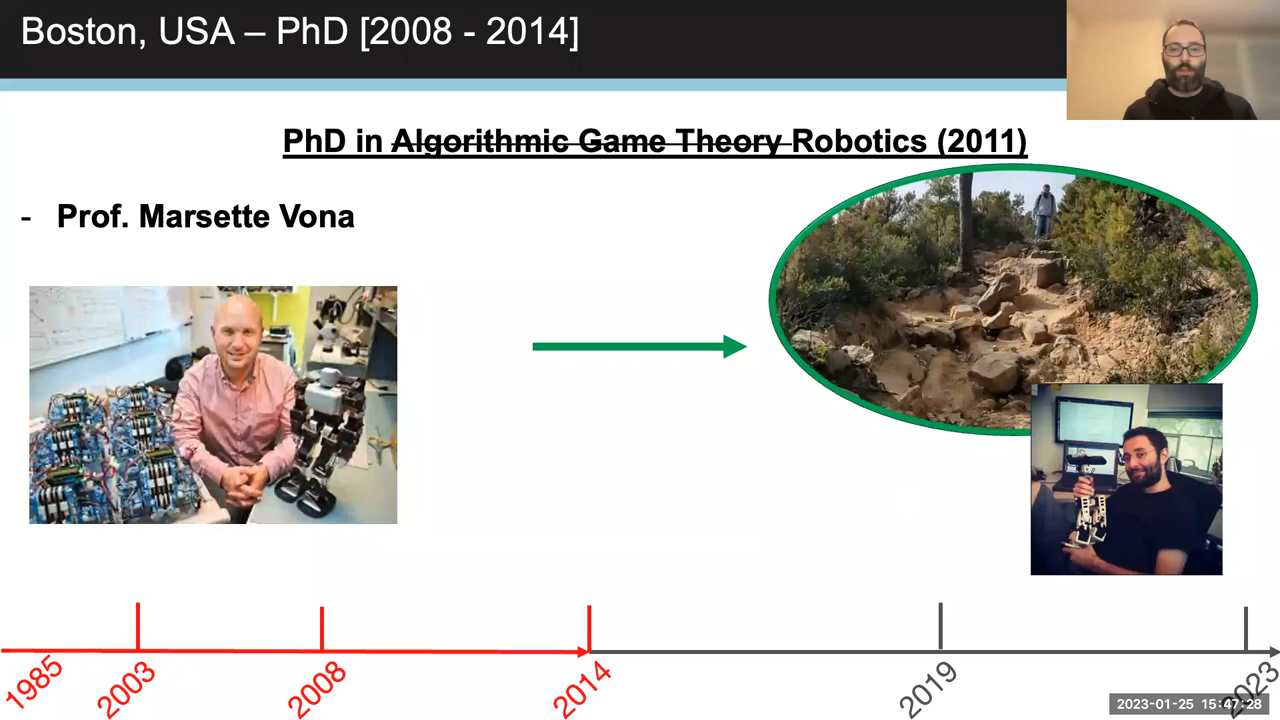 Boston, USA – PhD [2008 - 2014]
PhD in Algorithmic Game Theory Robotics (2011)
- Prof. Marsette Vona
1985
2003
2008
2014
2019
2023
2023-01-25 15:47:28